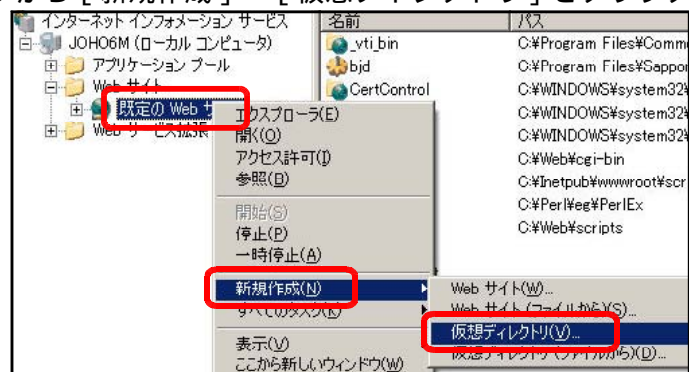 から [ 新規作成 ]
インターネット インフォメーション サービス
JOHO6M (ローカル コンピュータ)
アプリケーション プール
Web サイト
既定の Web サ
Web サービス拡張
名前
パス
_vti_bin
C:¥Program Files¥Commo
bjd
C:¥Program Files¥Sappor
CertControl
C:¥WINDOWS¥system32¥
C:¥WINDOWS¥system32¥
C:¥WINDOWS¥system32¥
C:¥Web¥cgi-bin
C:¥Inetpub¥wwwroot¥scr
C:¥Perl¥eg¥PerlEx
C:¥Web¥scripts
エクスプローラ(E)
開く(O)
アクセス許可(I)
参照(B)
開始(S)
停止(P)
一時停止(A)
新規作成(N)
すべてのタスク(K)
表示(V)
ここから新しいウィンドウ(W)
Web サイト(W)...
Web サイト (ファイルから)(S)...
仮想ディレクトリ(V)...
仮想ディレクトリ (ファイルから)(D)...